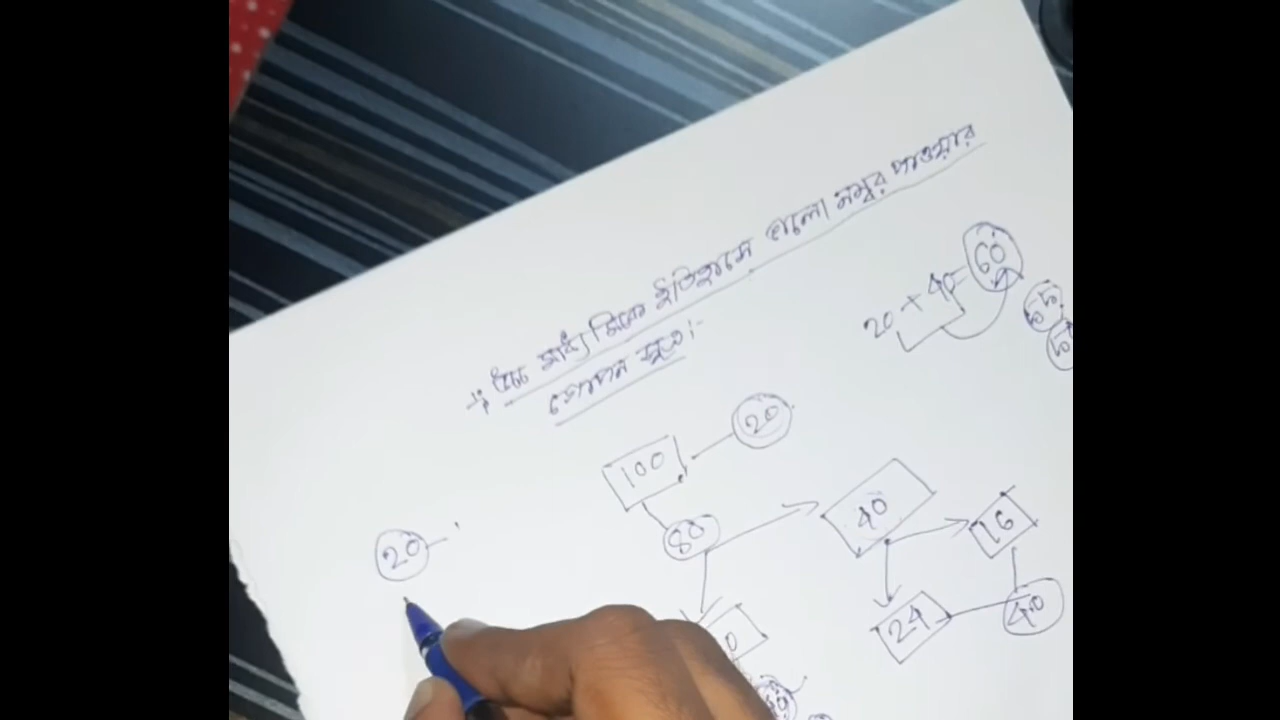 উচ্চ মাধ্যমিকে ইতিহাসে ভালো নম্বর পাওয়ার
গোপন সূত্র :-
20 + 40 = 60
100 20
80 40 16
20 24 40